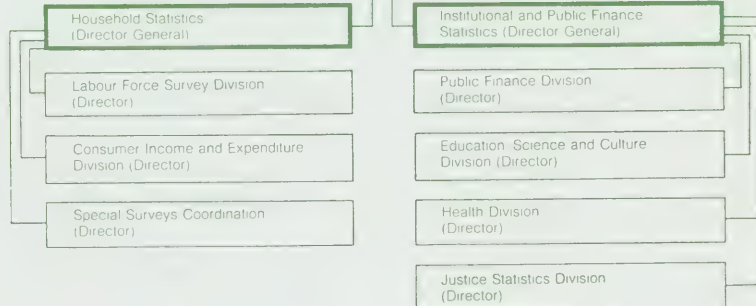 Household Statistics
(Director General)
Labour Force Survey Division
(Director)
Consumer Income and Expenditure
Division (Director)
Special Surveys Coordination
(Director)
Institutional and Public Finance
Statistics (Director General)
Public Finance Division
(Director)
Education Science and Culture
Division (Director)
Health Division
(Director)
Justice Statistics Division
(Director)